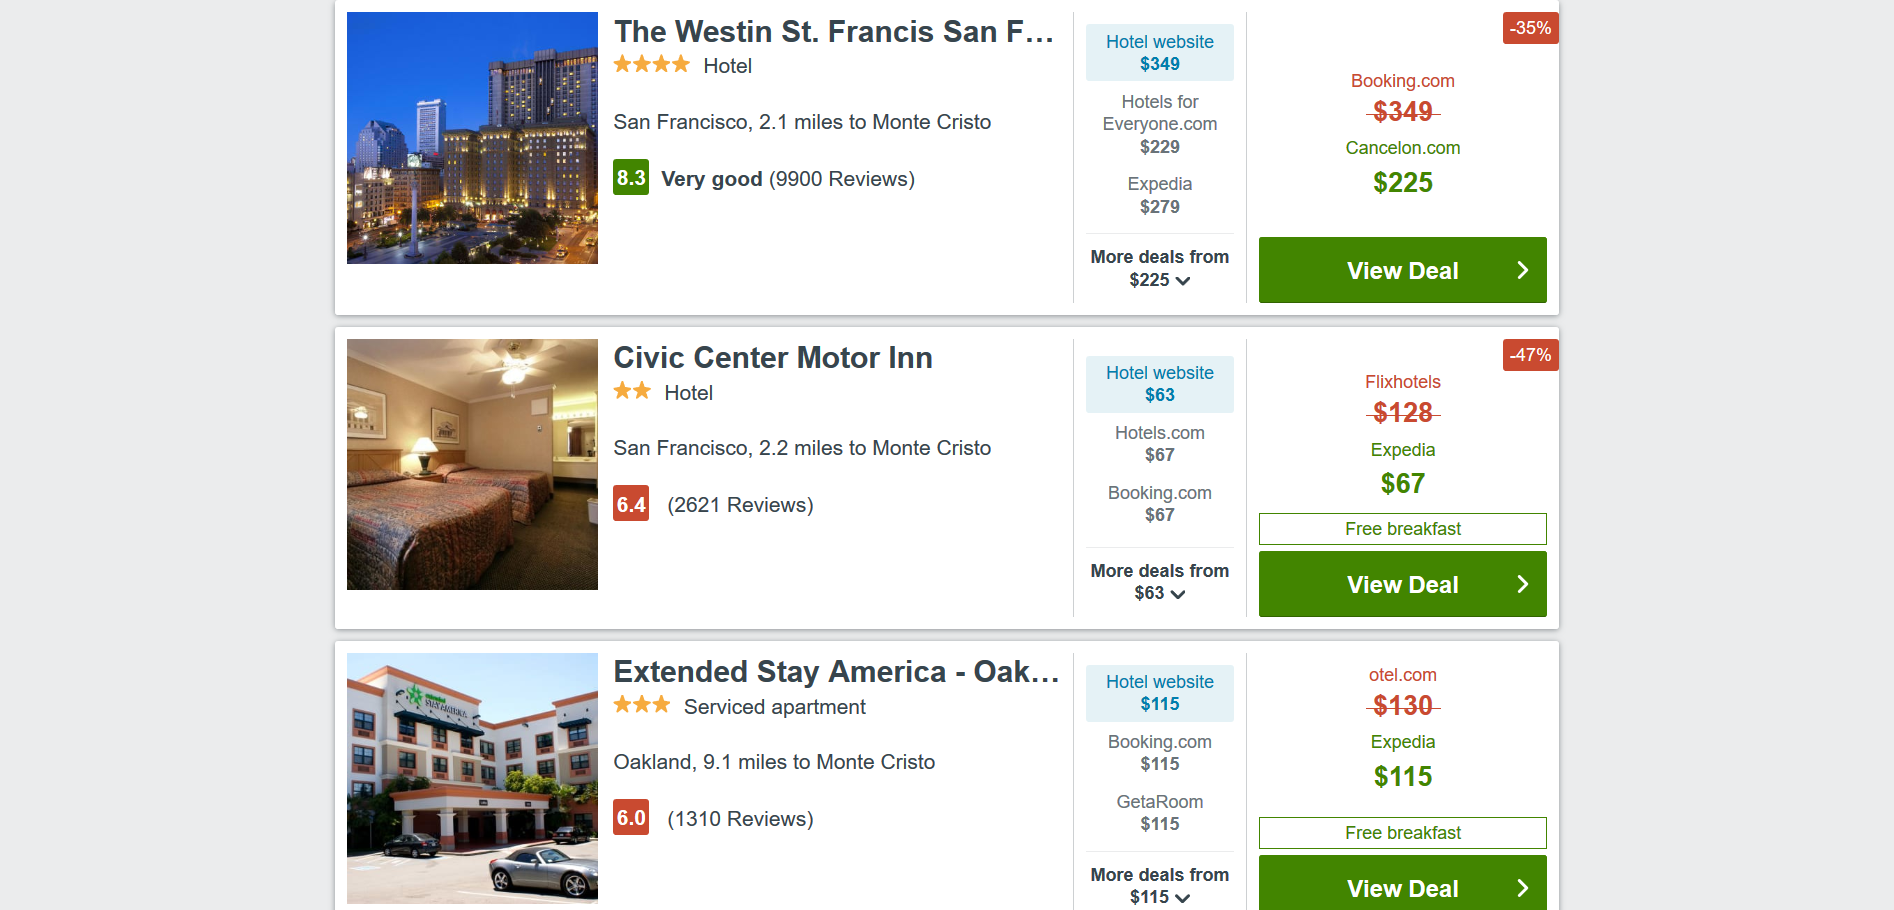 The Westin St. Francis San F...
Hotel
San Francisco, 2.1 miles to Monte Cristo
8.3 Very good (9900 Reviews)
Hotel website
$349
Hotels for
Everyone.com
$229
Expedia
$279
More deals from
$225
-35%
Booking.com
$349
Cancelon.com
$225
View Deal
Civic Center Motor Inn
Hotel
San Francisco, 2.2 miles to Monte Cristo
6.4 (2621 Reviews)
Hotel website
$63
Hotels.com
$67
Booking.com
$67
More deals from
$63
-47%
Flixhotels
$128
Expedia
$67
Free breakfast
View Deal
extended
STAY AMERICA
Extended Stay America - Oak...
Serviced apartment
Oakland, 9.1 miles to Monte Cristo
6.0 (1310 Reviews)
Hotel website
$115
Booking.com
$115
GetaRoom
$115
More deals from
$115
otel.com
$130
Expedia
$115
Free breakfast
View Deal